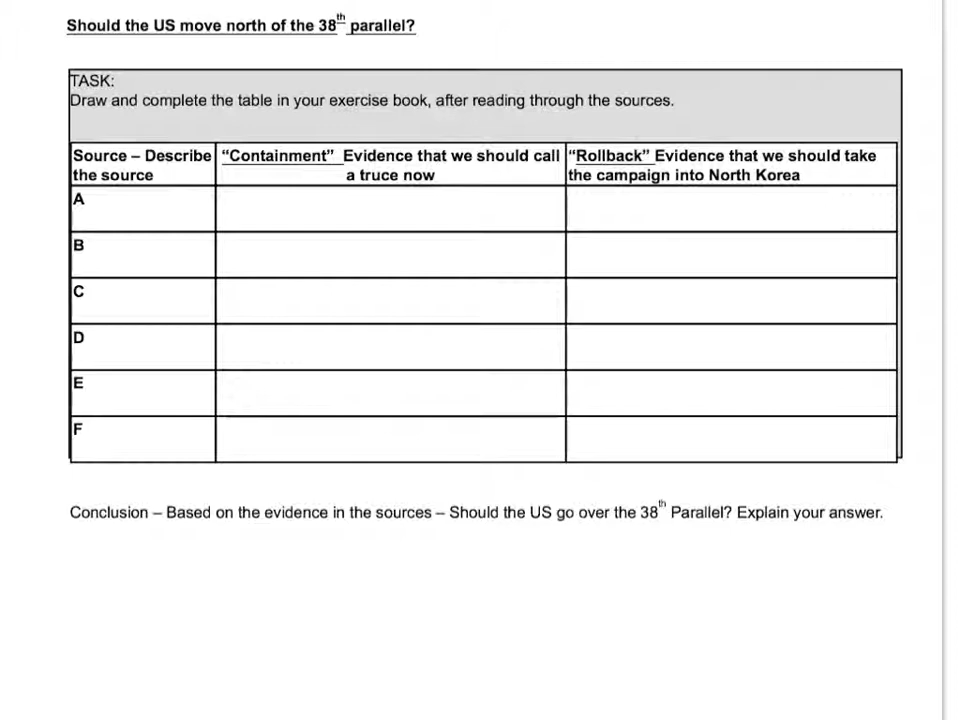 Should the US move north of the 38th parallel?
TASK:
Draw and complete the table in your exercise book, after reading through the sources.
Source – Describe the source
“Containment” Evidence that we should call a truce now
“Rollback” Evidence that we should take the campaign into North Korea
A
B
C
D
E
F
Conclusion – Based on the evidence in the sources – Should the US go over the 38th Parallel? Explain your answer.